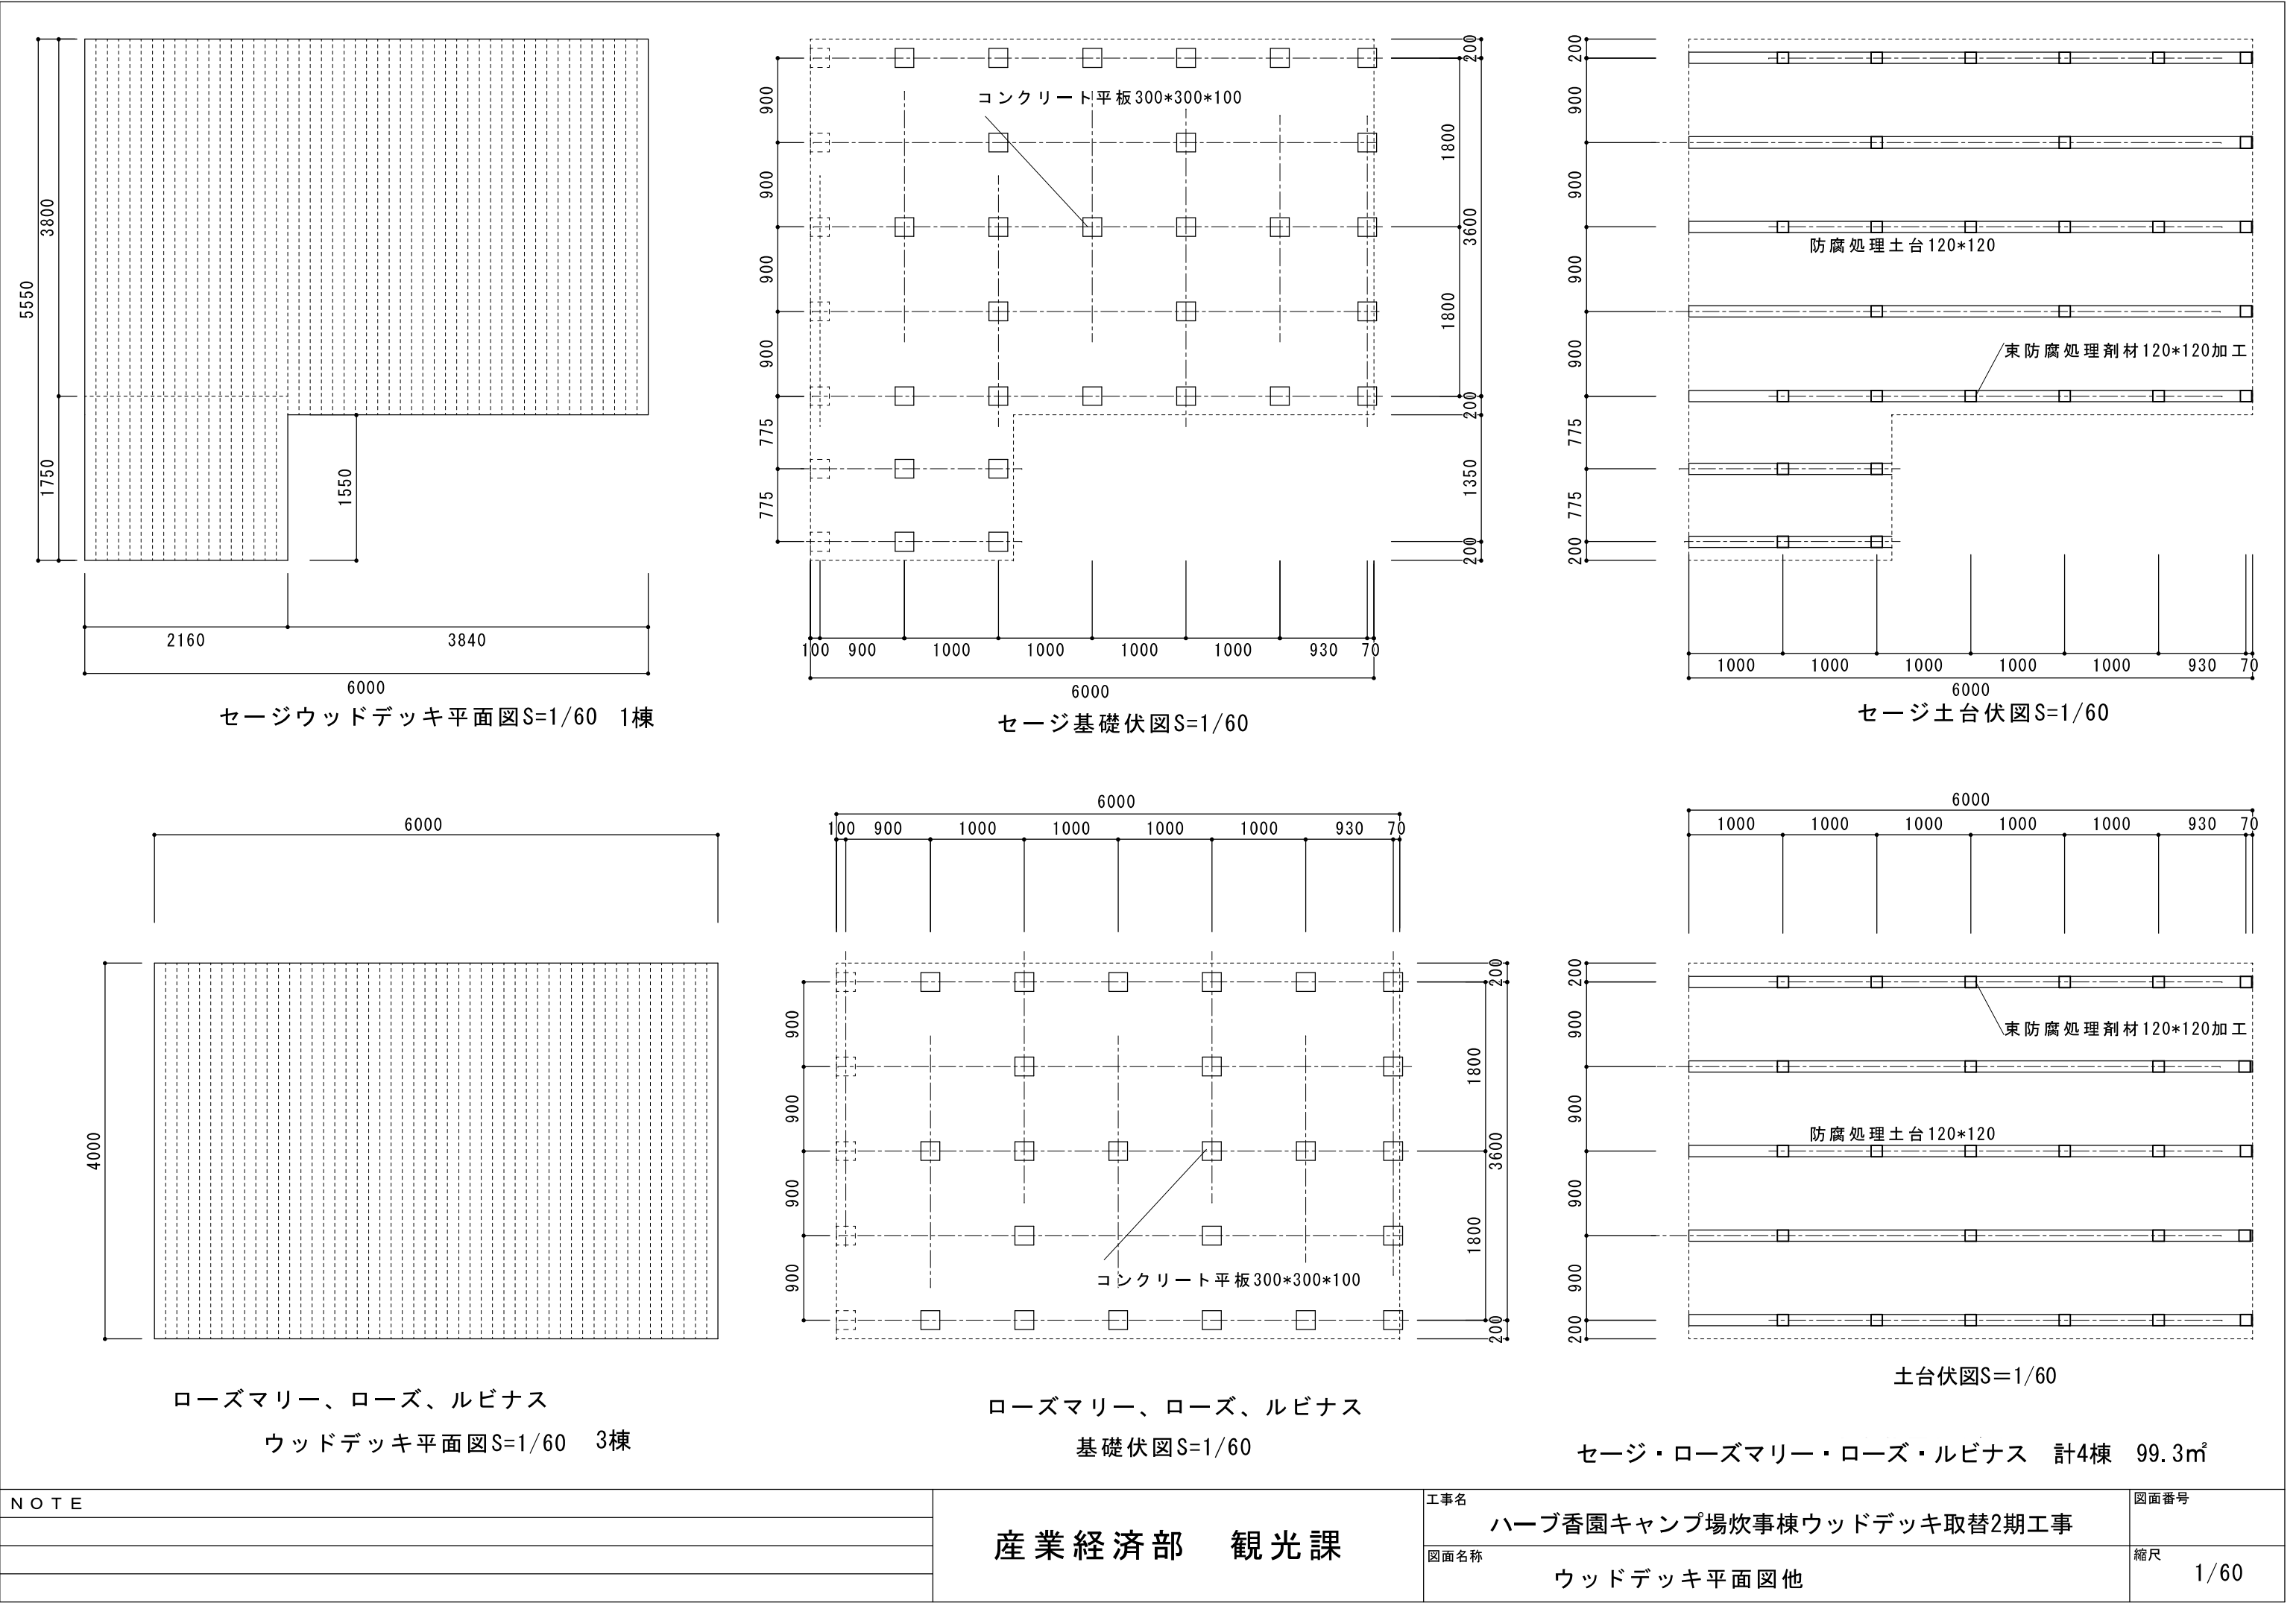 3800
5550
1750
1550
2160
3840
6000
セージウッドデッキ平面図S=1/60 1棟
コンクリート平板300*300*100
900
900
900
900
775
775
200
1800
3600
1800
200
1350
200
100 900 1000 1000 1000 1000 930 70
6000
セージ基礎伏図S=1/60
200
900
900
900
900
775
775
200
防腐処理土台120*120
束防腐処理剤材120*120加工
1000 1000 1000 1000 1000 930 70
6000
セージ土台伏図S=1/60
6000
4000
ローズマリー、ローズ、ルビナス
ウッドデッキ平面図S=1/60 3棟
6000
100 900 1000 1000 1000 1000 930 70
900
900
900
900
200
1800
3600
1800
200
コンクリート平板300*300*100
ローズマリー、ローズ、ルビナス
基礎伏図S=1/60
6000
1000 1000 1000 1000 1000 930 70
200
900
900
900
900
200
束防腐処理剤材120*120加工
防腐処理土台120*120
土台伏図S=1/60
セージ・ローズマリー・ローズ・ルビナス 計4棟 99.3㎡
NOTE
産業経済部 観光課
工事名
ハーブ香園キャンプ場炊事棟ウッドデッキ取替2期工事
図面番号
図面名称
ウッドデッキ平面図他
縮尺
1/60